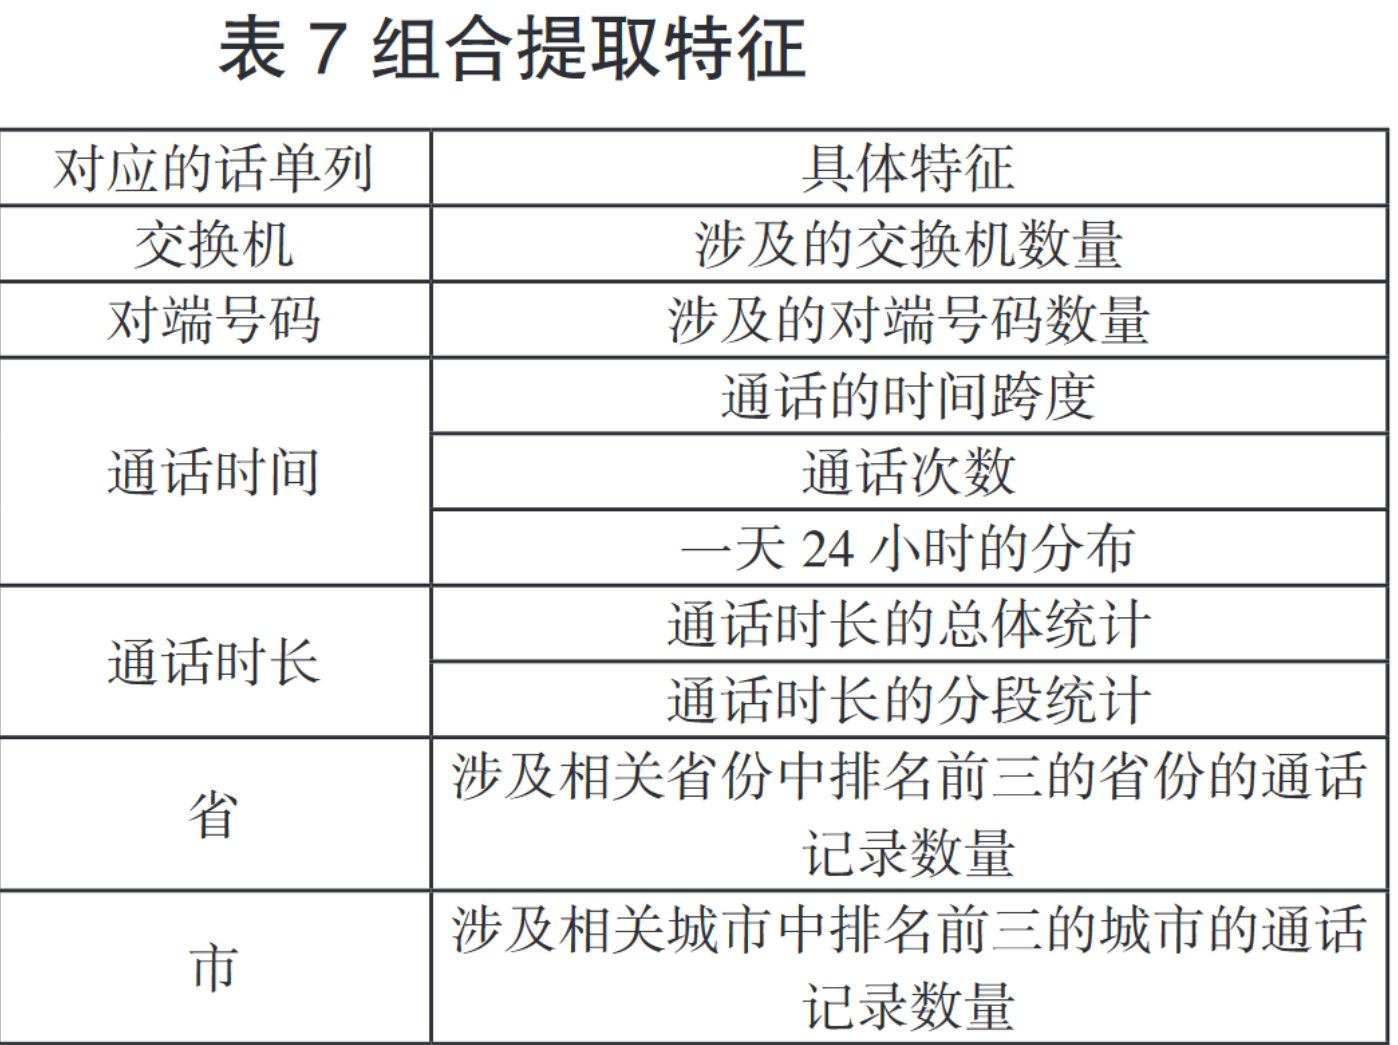 表 7 组合提取特征
对应的话单列 具体特征
交换机 涉及的交换机数量
对端号码 涉及的对端号码数量
通话时间 通话的时间跨度
通话次数
一天 24 小时的分布
通话时长 通话时长的总体统计
通话时长的分段统计
省 涉及相关省份中排名前三的省份的通话
记录数量
市 涉及相关城市中排名前三的城市的通话
记录数量